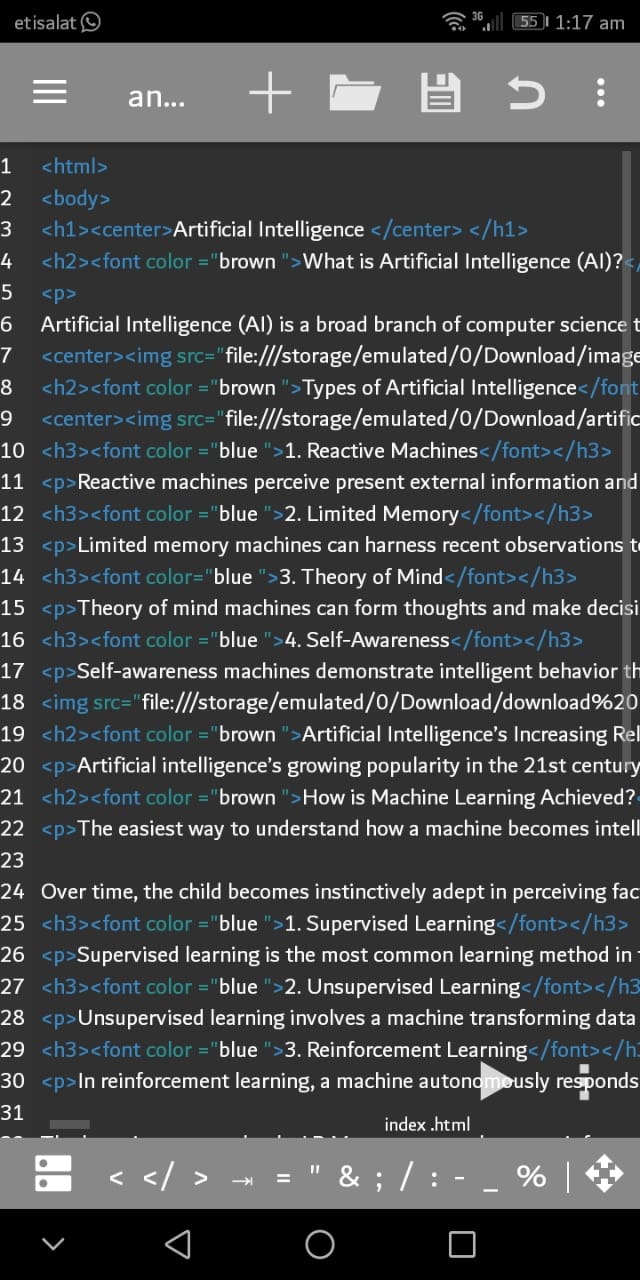 etisalat 3G 55 1:17 am
an...
1 <html>
2 <body>
3 <h1><center>Artificial Intelligence </center> </h1>
4 <h2><font color ="brown ">What is Artificial Intelligence (AI)?</
5 <p>
6 Artificial Intelligence (AI) is a broad branch of computer science t
7 <center><img src="file:///storage/emulated/0/Download/image
8 <h2><font color ="brown ">Types of Artificial Intelligence</font
9 <center><img src="file:///storage/emulated/0/Download/artific
10 <h3><font color ="blue ">1. Reactive Machines</font></h3>
11 <p>Reactive machines perceive present external information and
12 <h3><font color ="blue ">2. Limited Memory</font></h3>
13 <p>Limited memory machines can harness recent observations t
14 <h3><font color="blue ">3. Theory of Mind</font></h3>
15 <p>Theory of mind machines can form thoughts and make decisi
16 <h3><font color ="blue ">4. Self-Awareness</font></h3>
17 <p>Self-awareness machines demonstrate intelligent behavior th
18 <img src="file:///storage/emulated/0/Download/download%20
19 <h2><font color ="brown ">Artificial Intelligence’s Increasing Rel
20 <p>Artificial intelligence’s growing popularity in the 21st century
21 <h2><font color ="brown ">How is Machine Learning Achieved?<
22 <p>The easiest way to understand how a machine becomes intell
23
24 Over time, the child becomes instinctively adept in perceiving fac
25 <h3><font color ="blue ">1. Supervised Learning</font></h3>
26 <p>Supervised learning is the most common learning method in
27 <h3><font color ="blue ">2. Unsupervised Learning</font></h3
28 <p>Unsupervised learning involves a machine transforming data
29 <h3><font color ="blue ">3. Reinforcement Learning</font></h
30 <p>In reinforcement learning, a machine autonomously responds
31
index .html
< </ > ⇥ = " & ; / : - _ % |